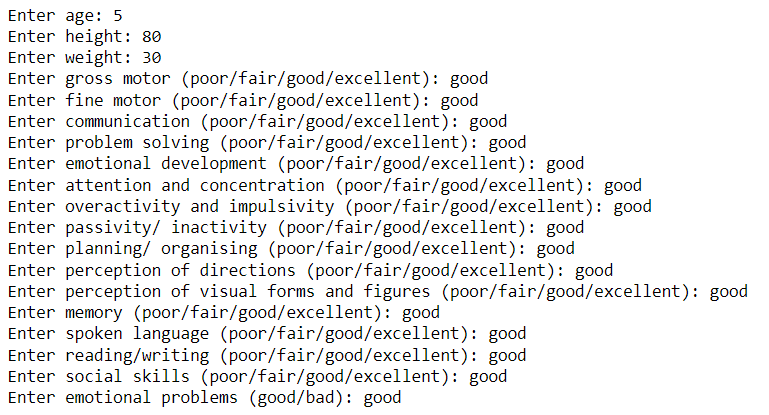 Enter age: 5
Enter height: 80
Enter weight: 30
Enter gross motor (poor/fair/good/excellent): good
Enter fine motor (poor/fair/good/excellent): good
Enter communication (poor/fair/good/excellent): good
Enter problem solving (poor/fair/good/excellent): good
Enter emotional development (poor/fair/good/excellent): good
Enter attention and concentration (poor/fair/good/excellent): good
Enter overactivity and impulsivity (poor/fair/good/excellent): good
Enter passivity/ inactivity (poor/fair/good/excellent): good
Enter planning/ organising (poor/fair/good/excellent): good
Enter perception of directions (poor/fair/good/excellent): good
Enter perception of visual forms and figures (poor/fair/good/excellent): good
Enter memory (poor/fair/good/excellent): good
Enter spoken language (poor/fair/good/excellent): good
Enter reading/writing (poor/fair/good/excellent): good
Enter social skills (poor/fair/good/excellent): good
Enter emotional problems (good/bad): good